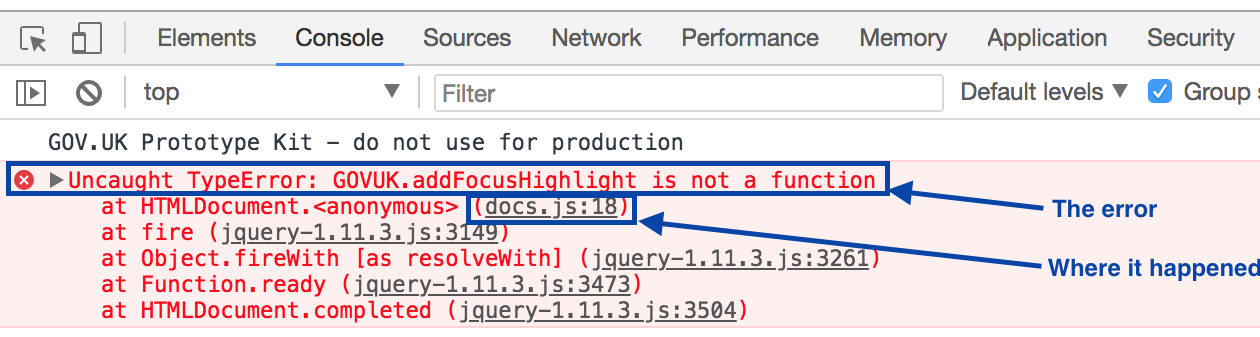 Elements Console Sources Network Performance Memory Application Security
top Filter Default levels Group s
GOV.UK Prototype Kit – do not use for production
Uncaught TypeError: GOVUK.addFocusHighlight is not a function
at HTMLDocument.<anonymous> (docs.js:18)
The error
at fire (jquery-1.11.3.js:3149)
at Object.fireWith [as resolveWith] (jquery-1.11.3.js:3261)
Where it happened
at Function.ready (jquery-1.11.3.js:3473)
at HTMLDocument.completed (jquery-1.11.3.js:3504)